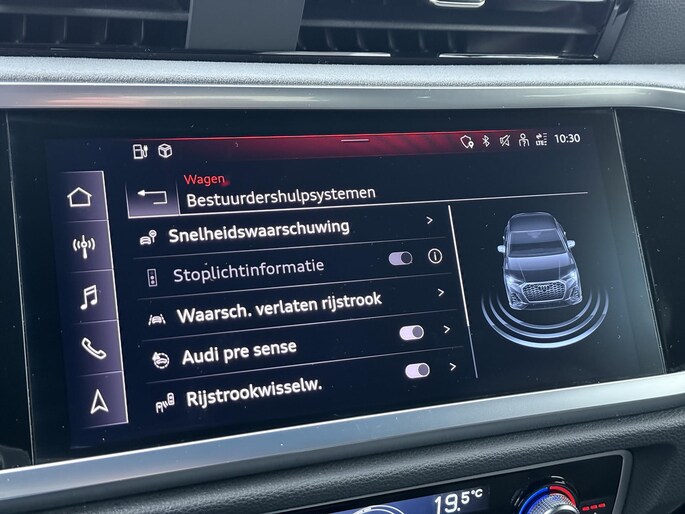 10:30
Wagen
Bestuurdershulpsystemen
Snelheidswaarschuwing
Stoplichtinformatie
Waarsch. verlaten rijstrook
Audi pre sense
Rijstrookwisselw.
19.5°C